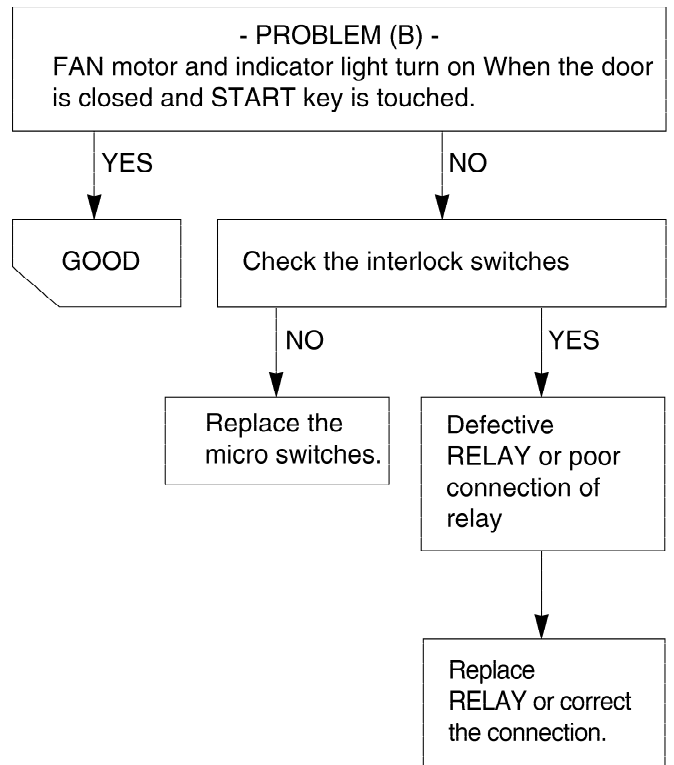 - PROBLEM (B) -
FAN motor and indicator light turn on When the door
is closed and START key is touched.
YES
NO
GOOD
Check the interlock switches
NO
YES
Replace the
micro switches.
Defective
RELAY or poor
connection of
relay
Replace
RELAY or correct
the connection.